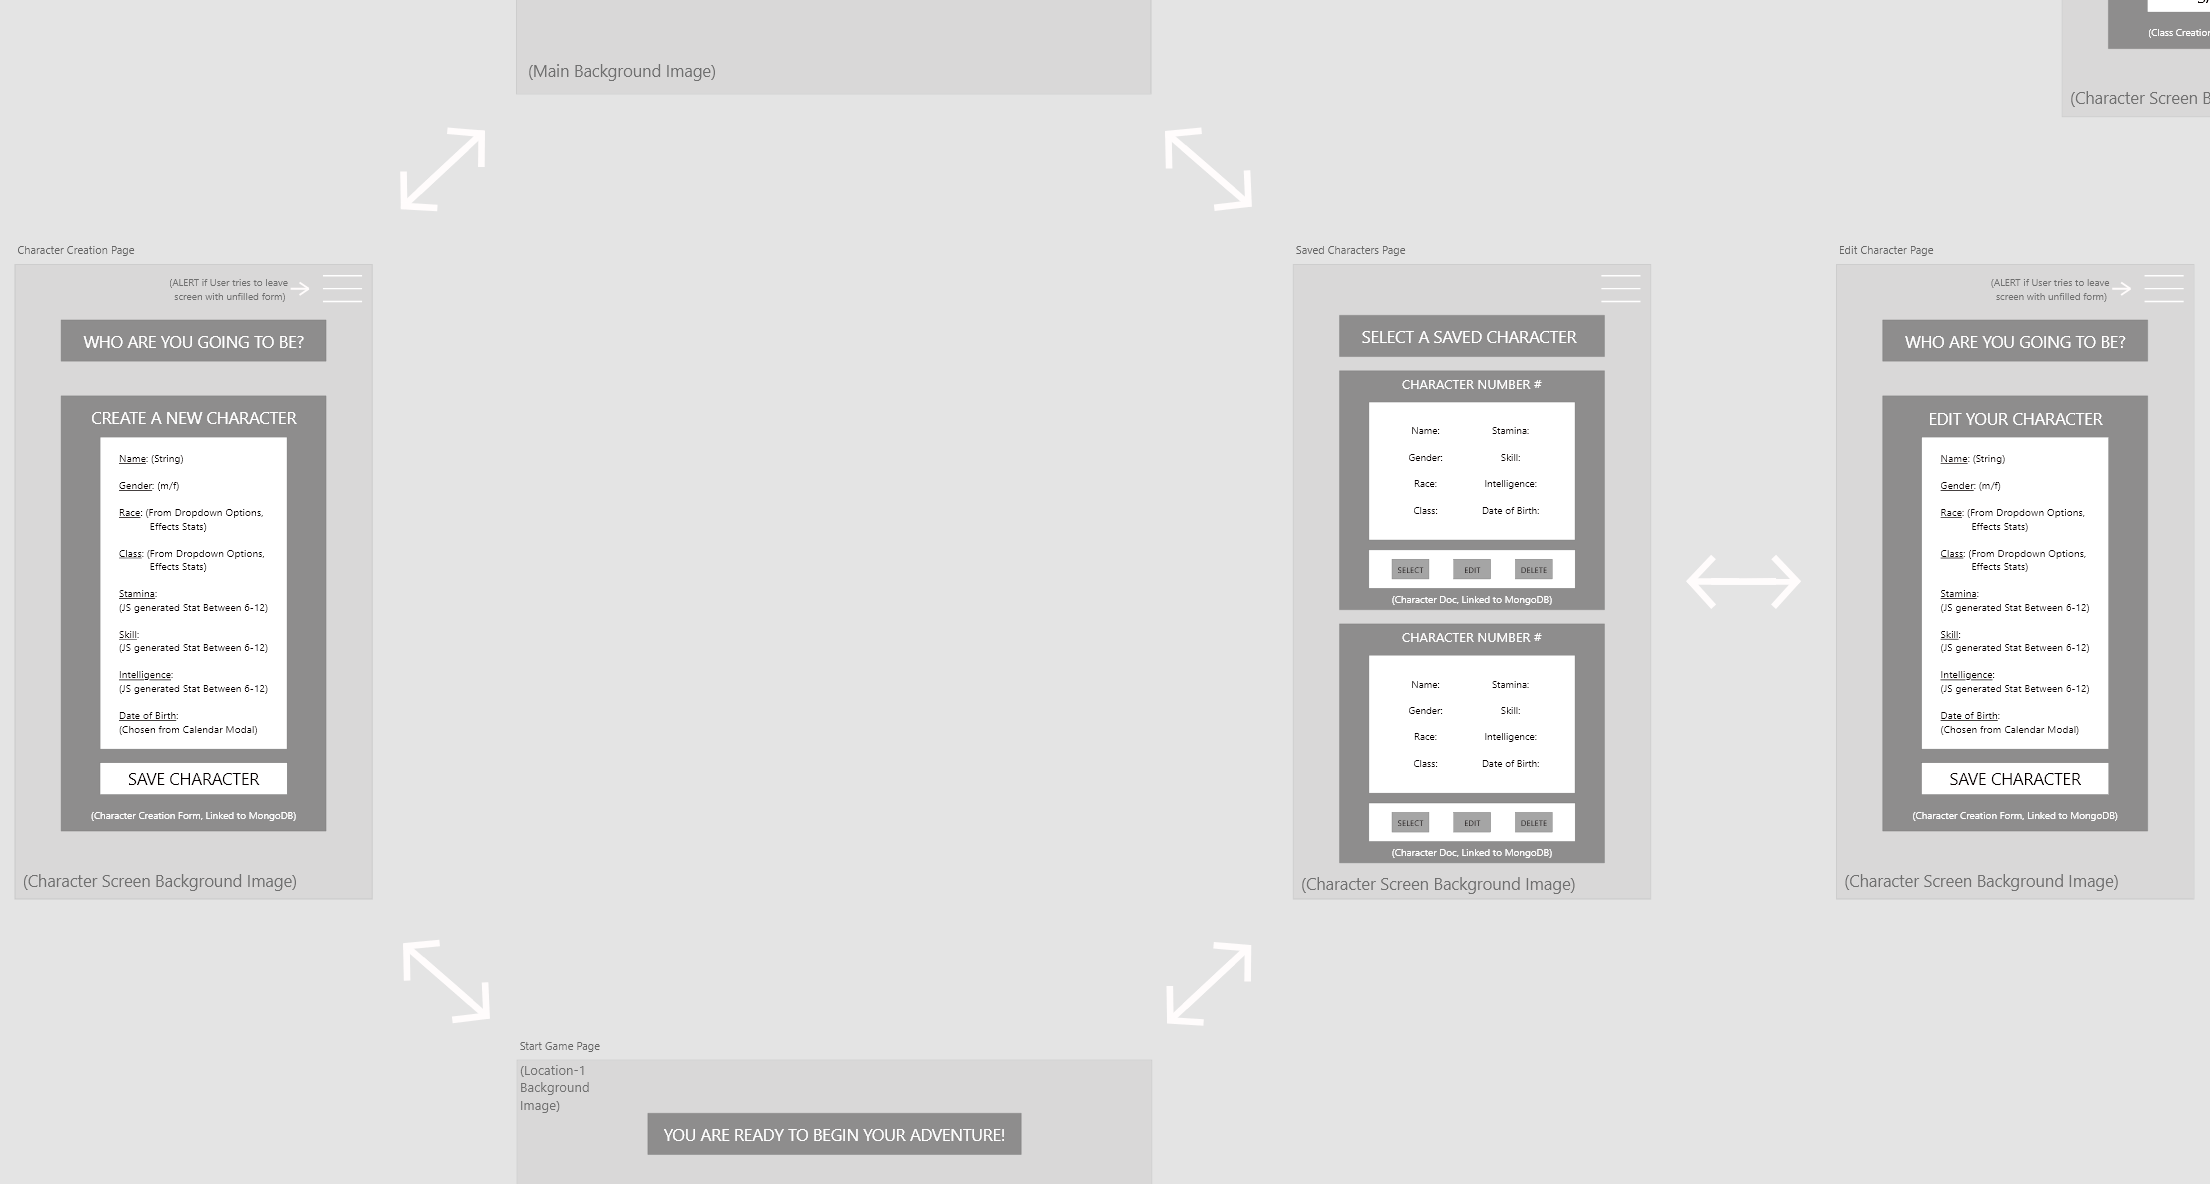 (Main Background Image)
(Class Creation
(Character Screen B
Character Creation Page
(ALERT if User tries to leave
screen with unfilled form)
WHO ARE YOU GOING TO BE?
CREATE A NEW CHARACTER
Name: (String)
Gender: (m/f)
Race: (From Dropdown Options,
Effects Stats)
Class: (From Dropdown Options,
Effects Stats)
Stamina:
(JS generated Stat Between 6-12)
Skill:
(JS generated Stat Between 6-12)
Intelligence:
(JS generated Stat Between 6-12)
Date of Birth:
(Chosen from Calendar Modal)
SAVE CHARACTER
(Character Creation Form, Linked to MongoDB)
(Character Screen Background Image)
Saved Characters Page
SELECT A SAVED CHARACTER
CHARACTER NUMBER #
Name: Stamina:
Gender: Skill:
Race: Intelligence:
Class: Date of Birth:
SELECT EDIT DELETE
(Character Doc, Linked to MongoDB)
CHARACTER NUMBER #
Name: Stamina:
Gender: Skill:
Race: Intelligence:
Class: Date of Birth:
SELECT EDIT DELETE
(Character Doc, Linked to MongoDB)
(Character Screen Background Image)
Edit Character Page
(ALERT if User tries to leave
screen with unfilled form)
WHO ARE YOU GOING TO BE?
EDIT YOUR CHARACTER
Name: (String)
Gender: (m/f)
Race: (From Dropdown Options,
Effects Stats)
Class: (From Dropdown Options,
Effects Stats)
Stamina:
(JS generated Stat Between 6-12)
Skill:
(JS generated Stat Between 6-12)
Intelligence:
(JS generated Stat Between 6-12)
Date of Birth:
(Chosen from Calendar Modal)
SAVE CHARACTER
(Character Creation Form, Linked to MongoDB)
(Character Screen Background Image)
Start Game Page
(Location-1
Background
Image)
YOU ARE READY TO BEGIN YOUR ADVENTURE!